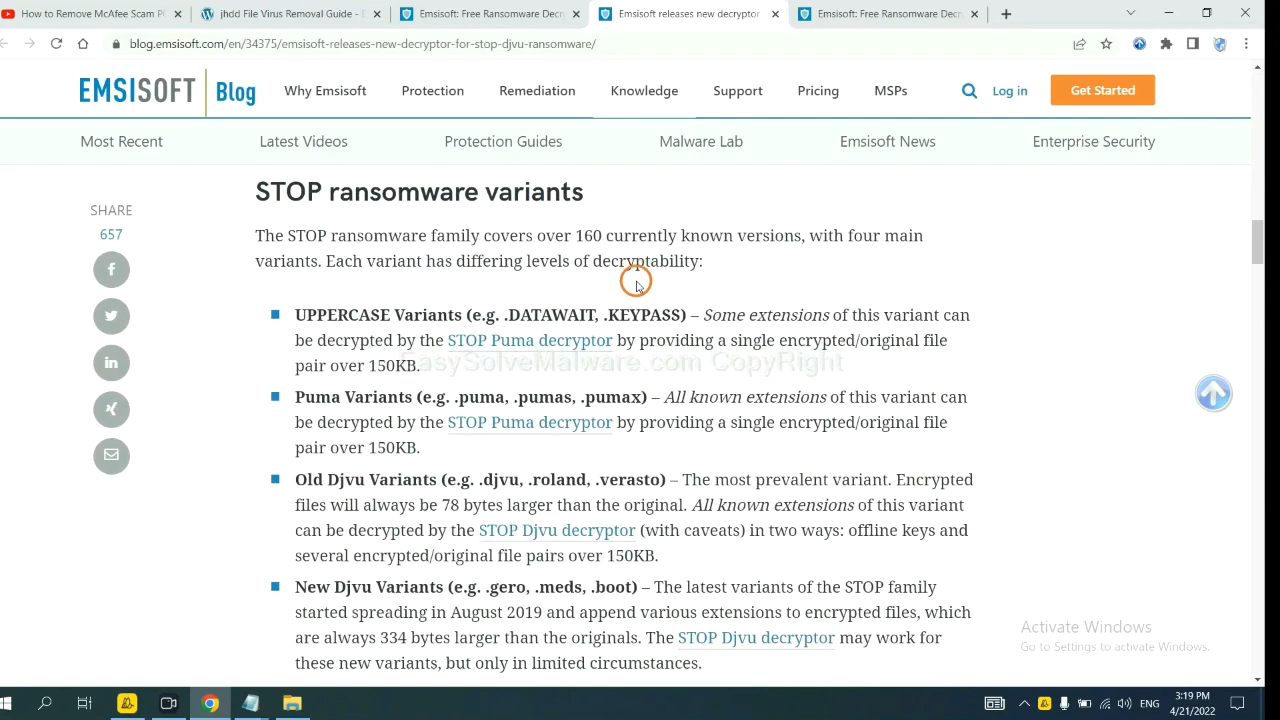 How to Remove McAfee Scam P
jhdd File Virus Removal Guide - D
Emsisoft: Free Ransomware Decr
Emsisoft releases new decryptor
Emsisoft: Free Ransomware Decr
blog.emsisoft.com/en/34375/emsisoft-releases-new-decryptor-for-stop-djvu-ransomware/
EMSISOFT Blog Why Emsisoft Protection Remediation Knowledge Support Pricing MSPs Log in Get Started
Most Recent Latest Videos Protection Guides Malware Lab Emsisoft News Enterprise Security
SHARE
657
STOP ransomware variants
The STOP ransomware family covers over 160 currently known versions, with four main
variants. Each variant has differing levels of decryptability:
UPPERCASE Variants (e.g. .DATAWAIT, .KEYPASS) – Some extensions of this variant can
be decrypted by the STOP Puma decryptor by providing a single encrypted/original file
pair over 150KB.
EasySolveMalware.com CopyRight
Puma Variants (e.g. .puma, .pumas, .pumax) – All known extensions of this variant can
be decrypted by the STOP Puma decryptor by providing a single encrypted/original file
pair over 150KB.
Old Djvu Variants (e.g. .djvu, .roland, .verasto) – The most prevalent variant. Encrypted
files will always be 78 bytes larger than the original. All known extensions of this variant
can be decrypted by the STOP Djvu decryptor (with caveats) in two ways: offline keys and
several encrypted/original file pairs over 150KB.
New Djvu Variants (e.g. .gero, .meds, .boot) – The latest variants of the STOP family
started spreading in August 2019 and append various extensions to encrypted files, which
are always 334 bytes larger than the originals. The STOP Djvu decryptor may work for
these new variants, but only in limited circumstances.
Activate Windows
Go to Settings to activate Windows.
ENG
3:19 PM
4/21/2022